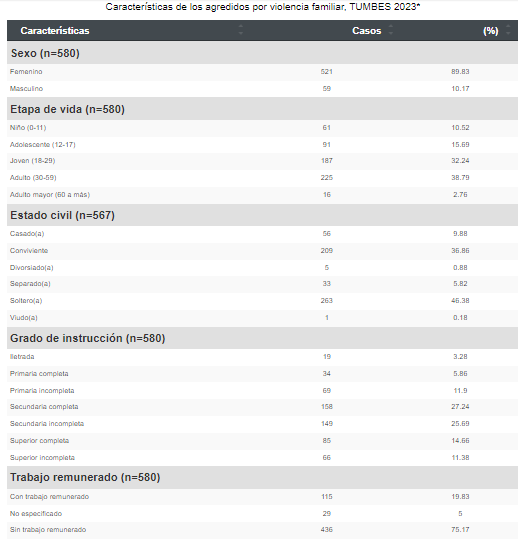 Características de los agredidos por violencia familiar, TUMBES 2023*
Características Casos (%)
Sexo (n=580)
Femenino 521 89.83
Masculino 59 10.17
Etapa de vida (n=580)
Niño (0-11) 61 10.52
Adolescente (12-17) 91 15.69
Joven (18-29) 187 32.24
Adulto (30-59) 225 38.79
Adulto mayor (60 a más) 16 2.76
Estado civil (n=567)
Casado(a) 56 9.88
Conviviente 209 36.86
Divorsiado(a) 5 0.88
Separado(a) 33 5.82
Soltero(a) 263 46.38
Viudo(a) 1 0.18
Grado de instrucción (n=580)
Iletrada 19 3.28
Primaria completa 34 5.86
Primaria incompleta 69 11.9
Secundaria completa 158 27.24
Secundaria incompleta 149 25.69
Superior completo 85 14.66
Superior incompleto 66 11.38
Trabajo remunerado (n=580)
Con trabajo remunerado 115 19.83
No especificado 29 5
Sin trabajo remunerado 436 75.17